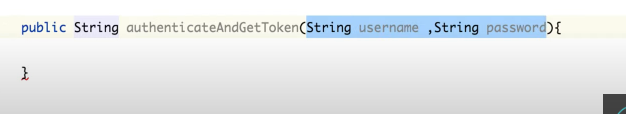 public String authenticateAndGetToken(String username ,String password){
}